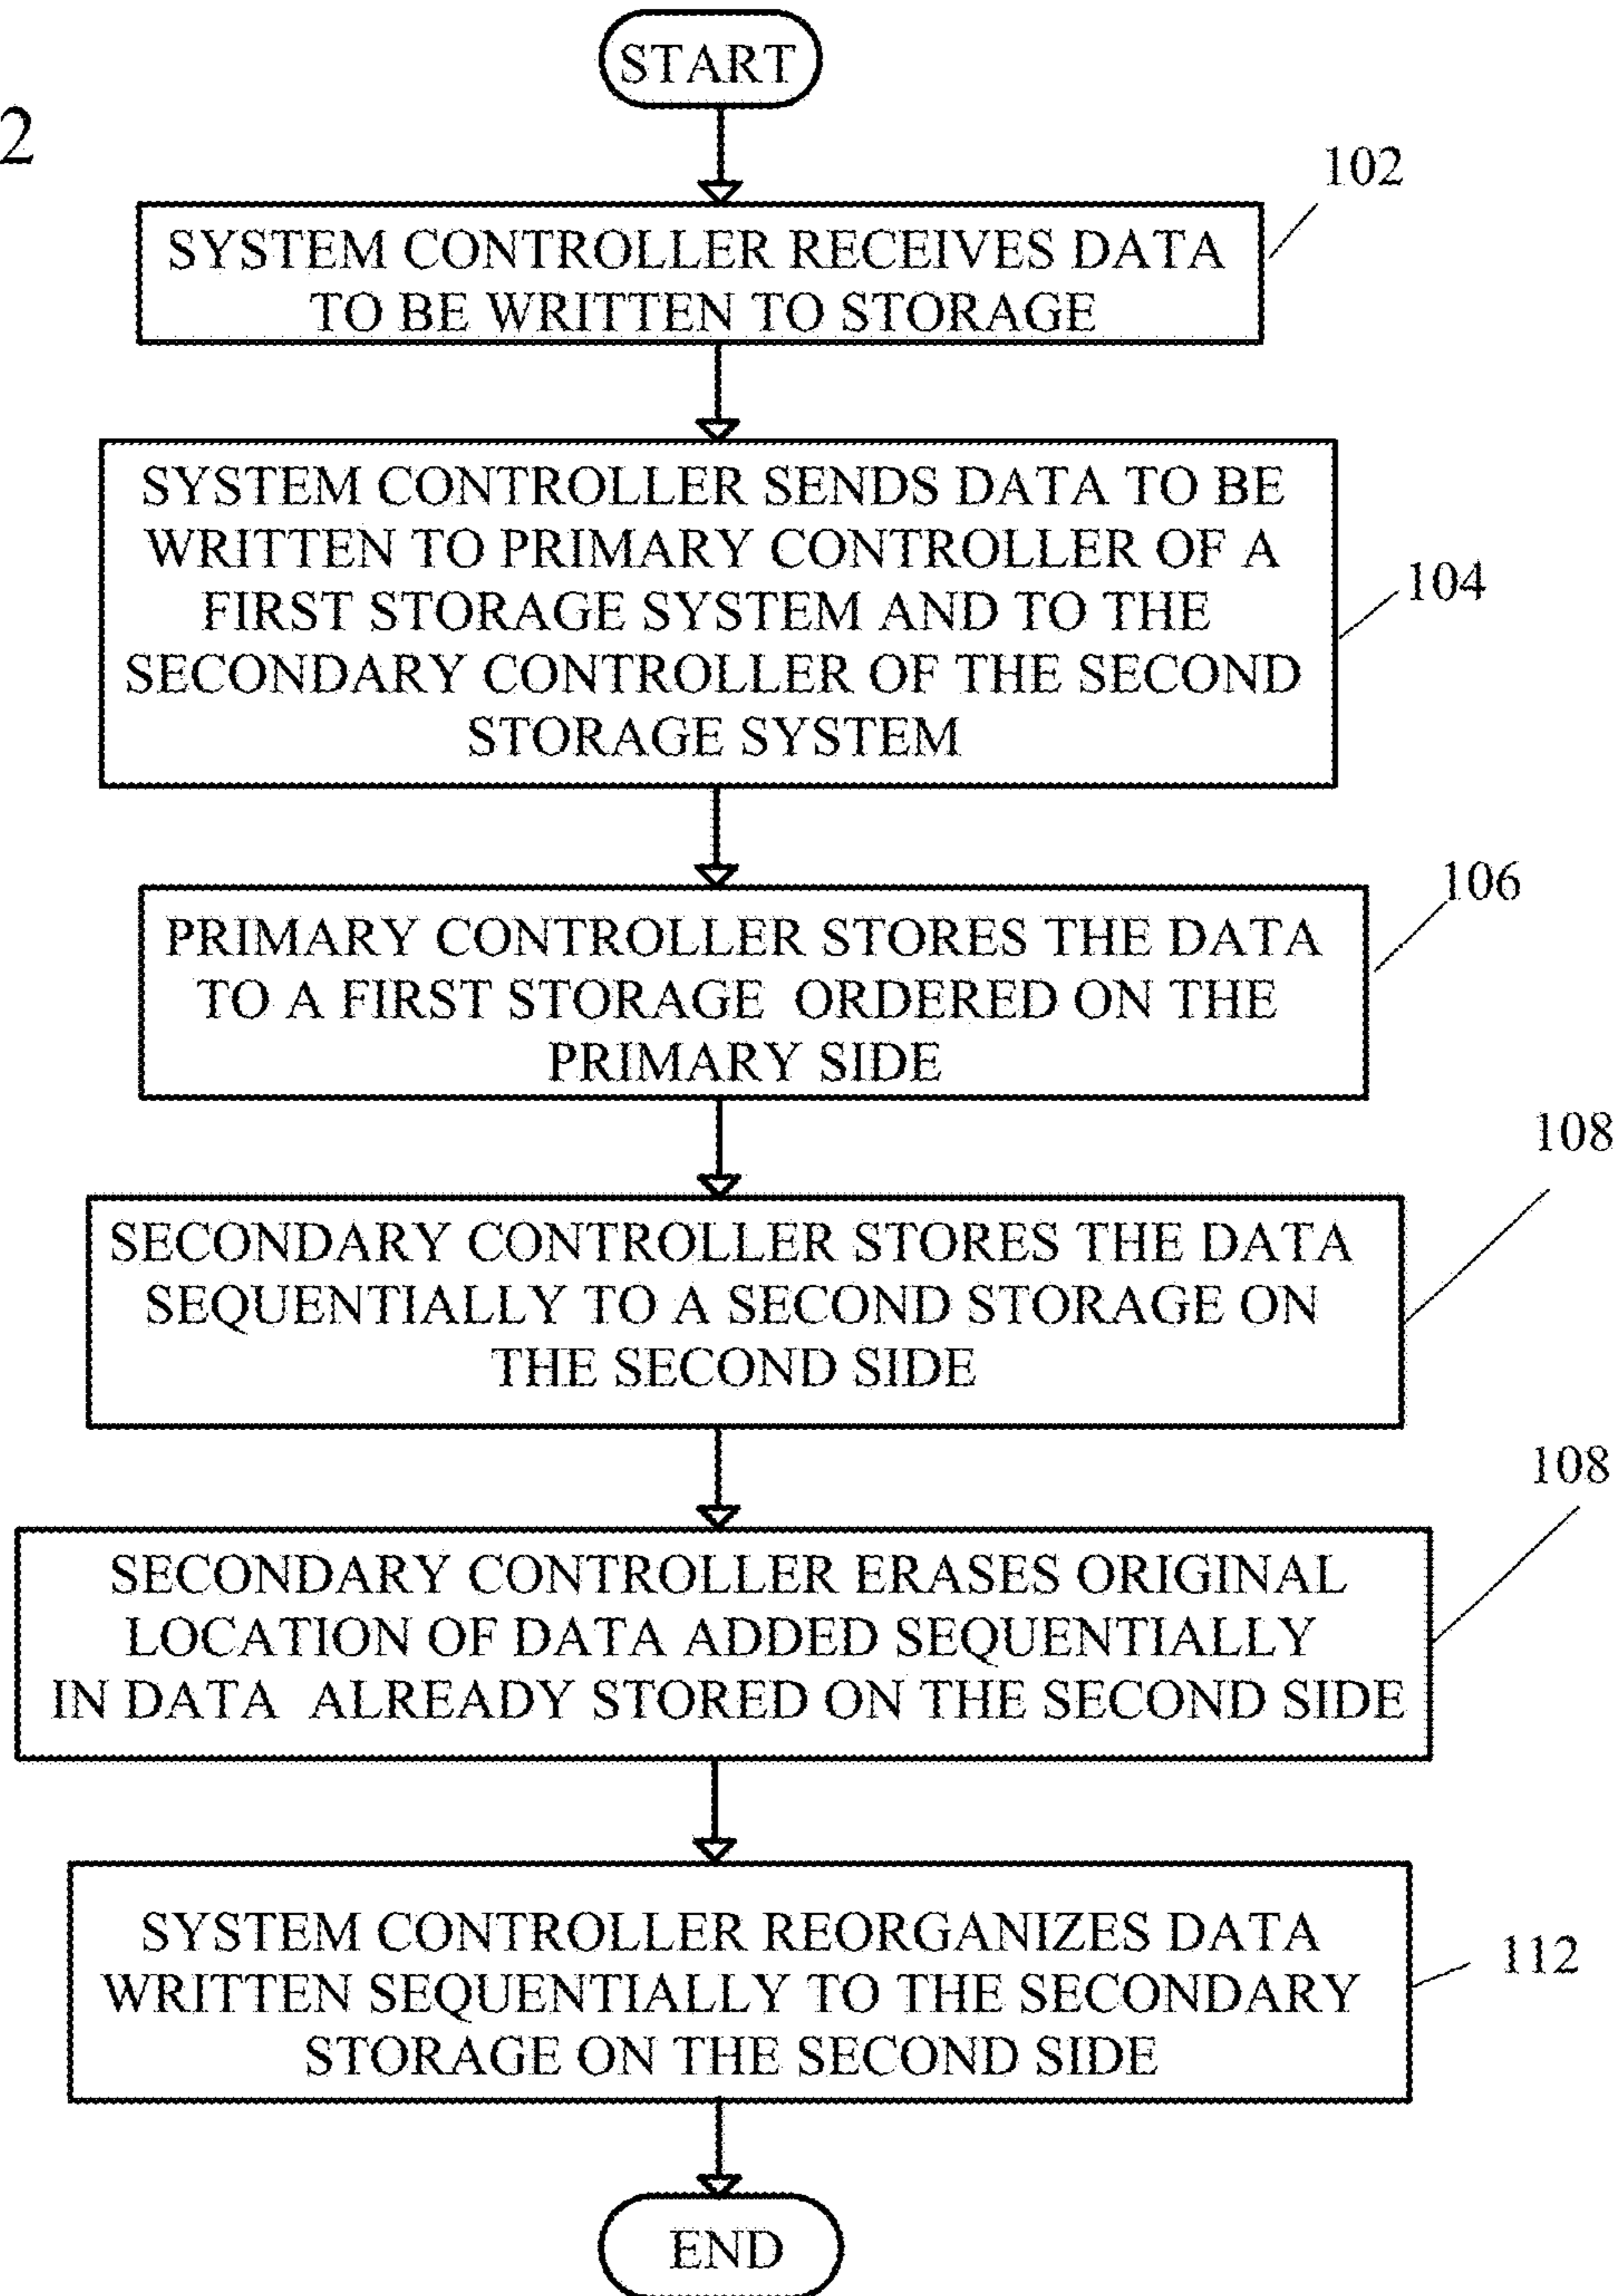 START
2
102
SYSTEM CONTROLLER RECEIVES DATA
TO BE WRITTEN TO STORAGE
SYSTEM CONTROLLER SENDS DATA TO BE
WRITTEN TO PRIMARY CONTROLLER OF A
FIRST STORAGE SYSTEM AND TO THE
SECONDARY CONTROLLER OF THE SECOND
STORAGE SYSTEM
104
106
PRIMARY CONTROLLER STORES THE DATA
TO A FIRST STORAGE ORDERED ON THE
PRIMARY SIDE
108
SECONDARY CONTROLLER STORES THE DATA
SEQUENTIALLY TO A SECOND STORAGE ON
THE SECOND SIDE
108
SECONDARY CONTROLLER ERASES ORIGINAL
LOCATION OF DATA ADDED SEQUENTIALLY
IN DATA ALREADY STORED ON THE SECOND SIDE
SYSTEM CONTROLLER REORGANIZES DATA
WRITTEN SEQUENTIALLY TO THE SECONDARY
STORAGE ON THE SECOND SIDE
112
END